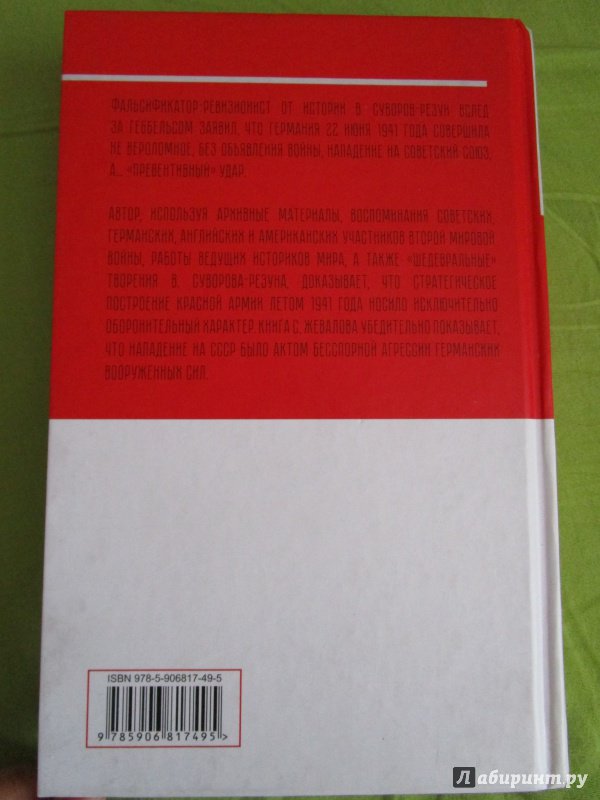 ФАЛЬСИФИКАТОР-РЕВИЗИОНИСТ ОТ ИСТОРИИ В СУВОРОВ-РЕЗУН ВСЛЕД
ЗА ГЕББЕЛЬСОМ ЗАЯВИЛ, ЧТО ГЕРМАНИЯ 22 ИЮНЯ 1941 ГОДА СОВЕРШИЛА
НЕ ВЕРОЛОМНОЕ, БЕЗ ОБЪЯВЛЕНИЯ ВОЙНЫ, НАПАДЕНИЕ НА СОВЕТСКИЙ СОЮЗ,
А... «ПРЕВЕНТИВНЫЙ» УДАР.
АВТОР, ИСПОЛЬЗУЯ АРХИВНЫЕ МАТЕРИАЛЫ, ВОСПОМИНАНИЯ СОВЕТСКИХ,
ГЕРМАНСКИХ, АНГЛИЙСКИХ И АМЕРИКАНСКИХ УЧАСТНИКОВ ВТОРОЙ МИРОВОЙ
ВОЙНЫ, РАБОТЫ ВЕДУЩИХ ИСТОРИКОВ МИРА, А ТАКЖЕ «ШЕДЕВРАЛЬНЫЕ»
ТВОРЕНИЯ В. СУВОРОВА-РЕЗУНА, ДОКАЗЫВАЕТ, ЧТО СТРАТЕГИЧЕСКОЕ
ПОСТРОЕНИЕ КРАСНОЙ АРМИИ ЛЕТОМ 1941 ГОДА НОСИЛО ИСКЛЮЧИТЕЛЬНО
ОБОРОНИТЕЛЬНЫЙ ХАРАКТЕР. КНИГА С. ЖЕВАЛОВА УБЕДИТЕЛЬНО ПОКАЗЫВАЕТ,
ЧТО НАПАДЕНИЕ НА СССР БЫЛО АКТОМ БЕССПОРНОЙ АГРЕССИИ ГЕРМАНСКИХ
ВООРУЖЕННЫХ СИЛ.
ISBN 978-5-906817-49-5
9 785906 817495 >
Лабиринт.ру